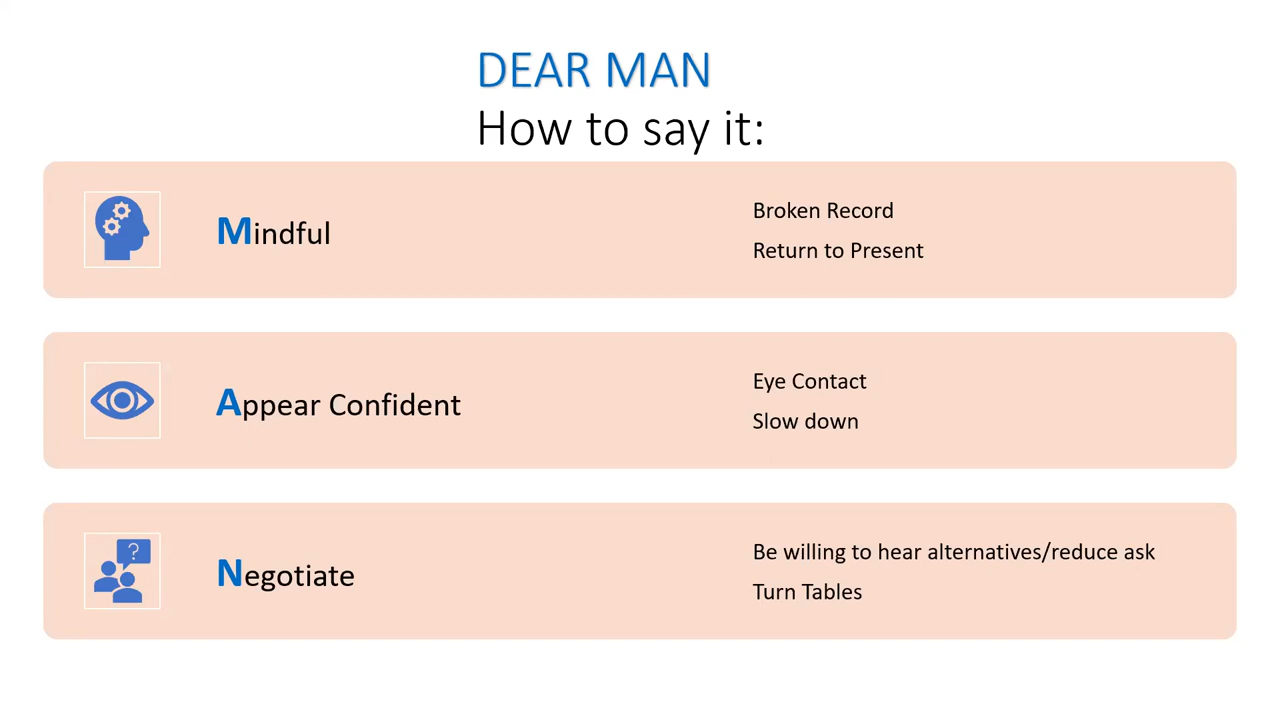 DEAR MAN
How to say it:
Mindful
Broken Record
Return to Present
Appear Confident
Eye Contact
Slow down
?
Negotiate
Be willing to hear alternatives/reduce ask
Turn Tables